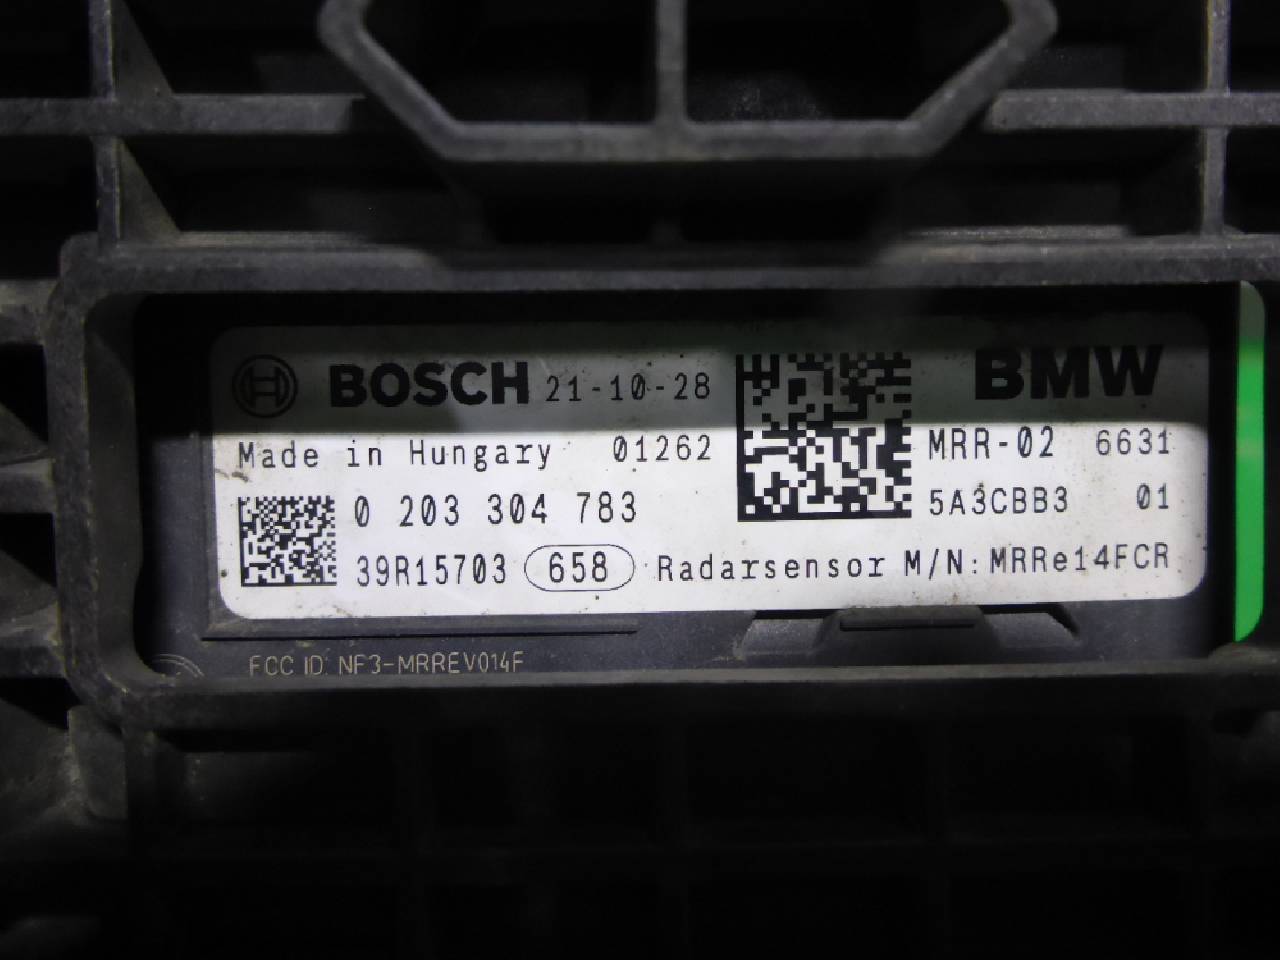 BOSCH 21-10-28 BMW
Made in Hungary 01262 MRR-02 6631
0 203 304 783 5A3CBB3 01
39R15703 658 Radarsensor M/N: MRRe14FCR
FCC ID: NF3-MRREVO14F